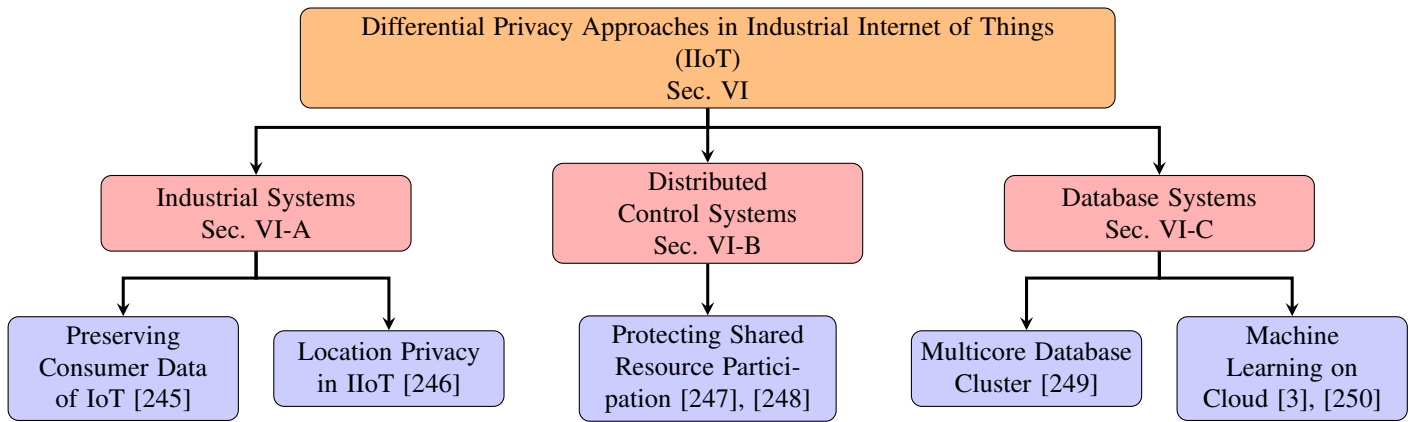 Differential Privacy Approaches in Industrial Internet of Things
(IIoT)
Sec. VI
Industrial Systems
Sec. VI-A
Distributed
Control Systems
Sec. VI-B
Database Systems
Sec. VI-C
Preserving
Consumer Data
of IoT [245]
Location Privacy
in IIoT [246]
Protecting Shared
Resource Partici-
pation [247], [248]
Multicore Database
Cluster [249]
Machine
Learning on
Cloud [3], [250]